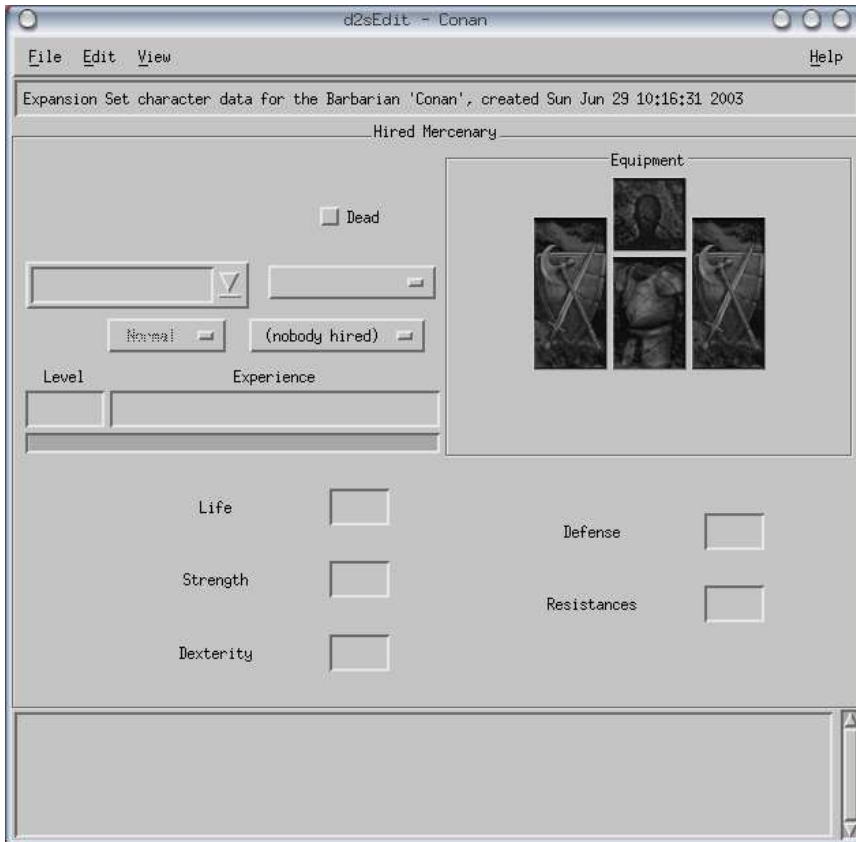 d2sEdit - Conan
File Edit View Help
Expansion Set character data for the Barbarian 'Conan', created Sun Jun 29 10:16:31 2003
Hired Mercenary
Equipment
Dead
Normal (nobody hired)
Level Experience
Life
Defense
Strength
Resistances
Dexterity